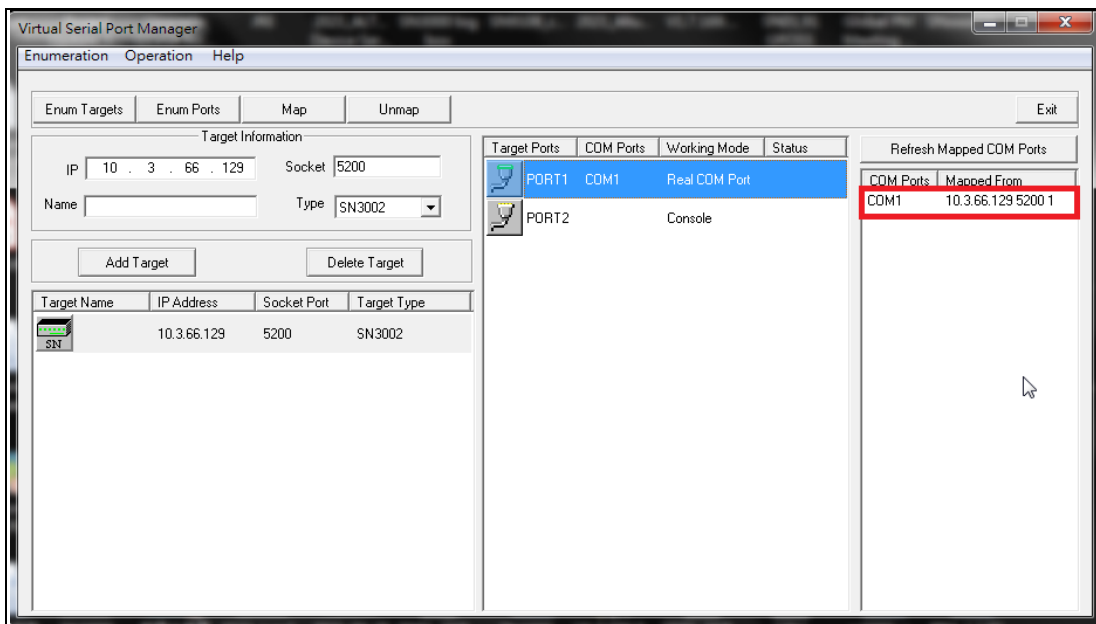 Virtual Serial Port Manager
Enumeration Operation Help
Enum Targets Enum Ports Map Unmap Exit
Target Information
IP 10 . 3 . 66 . 129 Socket 5200
Name Type SN3002
Add Target Delete Target
Target Name IP Address Socket Port Target Type
SN 10.3.66.129 5200 SN3002
Target Ports COM Ports Working Mode Status
PORT1 COM1 Real COM Port
PORT2 Console
Refresh Mapped COM Ports
COM Ports Mapped From
COM1 10.3.66.129 5200 1